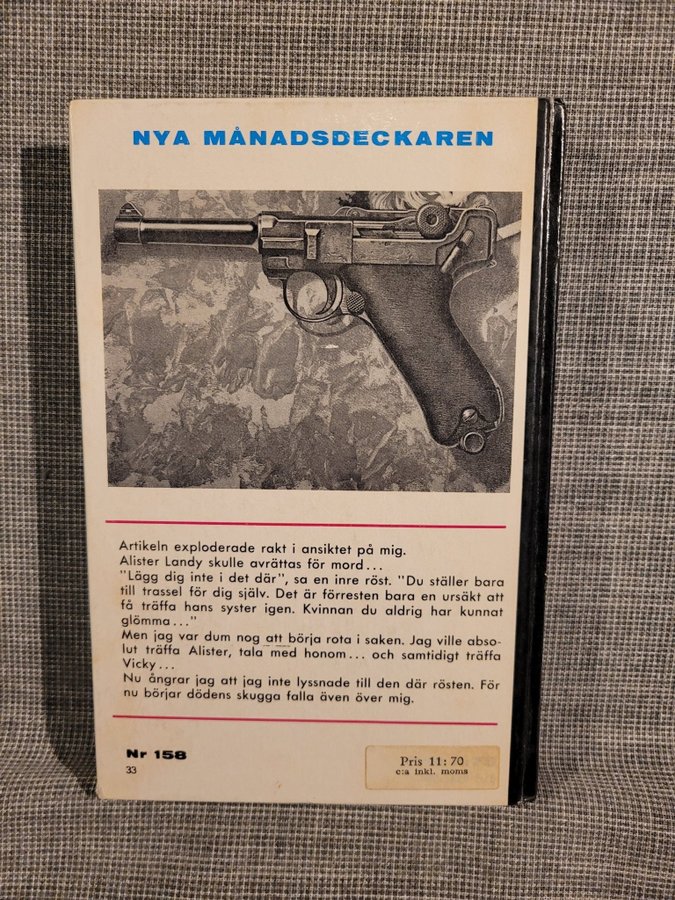 NYA MÅNADSDECKAREN
Artikeln exploderade rakt i ansiktet på mig.
Alister Landy skulle avrättas för mord...
"Lägg dig inte i det där", sa en inre röst. "Du ställer bara
till trassel för dig själv. Det är förresten bara en ursäkt att
få träffa hans syster igen. Kvinnan du aldrig har kunnat
glömma..."
Men jag var dum nog att börja rota i saken. Jag ville abso-
lut träffa Alister, tala med honom... och samtidigt träffa
Vicky...
Nu ångrar jag att jag inte lyssnade till den där rösten. För
nu börjar dödens skugga falla även över mig.
Nr 158
33
Pris 11:70
c:a inkl. moms